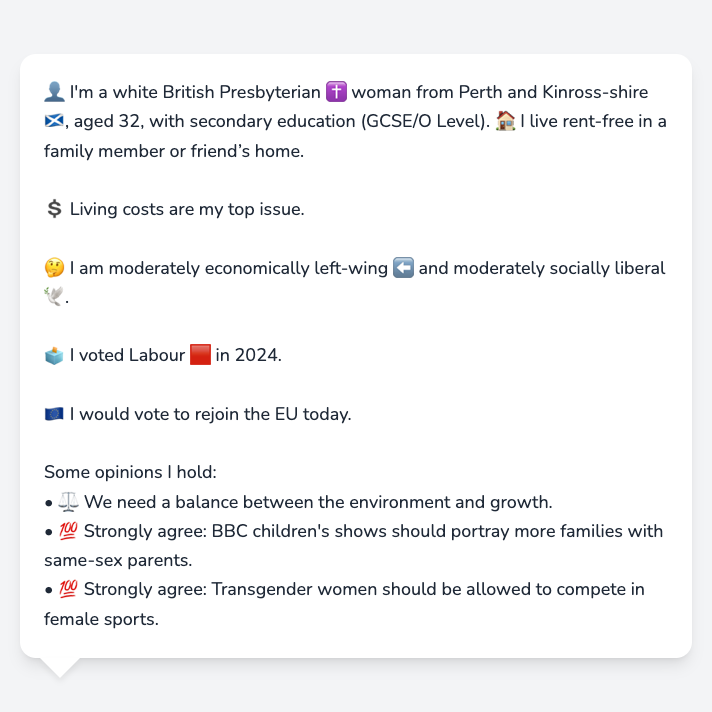 👤 I'm a white British Presbyterian ✝️ woman from Perth and Kinross-shire
🏴󠁧󠁢󠁳󠁣󠁴󠁿, aged 32, with secondary education (GCSE/O Level). 🏠 I live rent-free in a
family member or friend’s home.
💲 Living costs are my top issue.
🤔 I am moderately economically left-wing ⬅️ and moderately socially liberal
🕊️.
🗳️ I voted Labour 🟥 in 2024.
🇪🇺 I would vote to rejoin the EU today.
Some opinions I hold:
• ⚖️ We need a balance between the environment and growth.
• 💯 Strongly agree: BBC children's shows should portray more families with
same-sex parents.
• 💯 Strongly agree: Transgender women should be allowed to compete in
female sports.